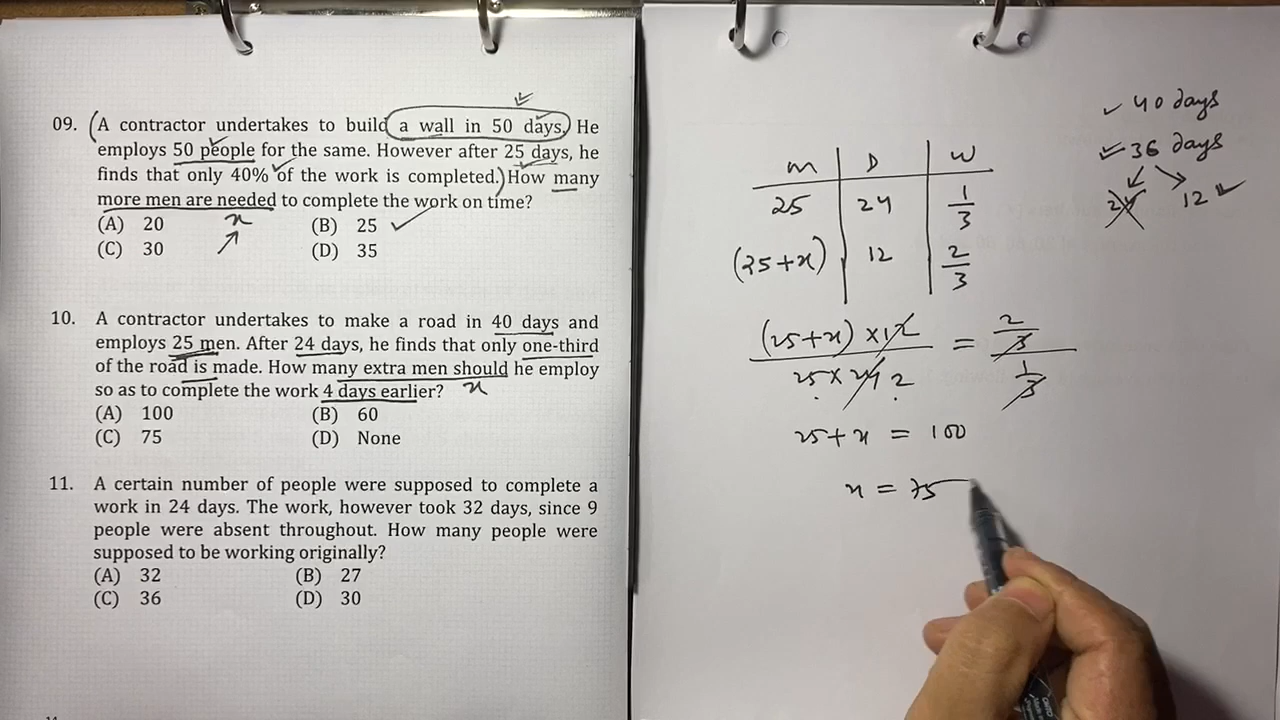 09. A contractor undertakes to build a wall in 50 days. He
employs 50 people for the same. However after 25 days, he
finds that only 40% of the work is completed. How many
more men are needed to complete the work on time?
(A) 20 x (B) 25
(C) 30 (D) 35
10. A contractor undertakes to make a road in 40 days and
employs 25 men. After 24 days, he finds that only one-third
of the road is made. How many extra men should he employ
so as to complete the work 4 days earlier? x
(A) 100 (B) 60
(C) 75 (D) None
11. A certain number of people were supposed to complete a
work in 24 days. The work, however took 32 days, since 9
people were absent throughout. How many people were
supposed to be working originally?
(A) 32 (B) 27
(C) 36 (D) 30
M D W
25 24 1/3
(25+x) 12 2/3
(25+x) × 12 = 2/3
25 × 24 2 1/3
25+x = 100
x = 75
40 days
36 days
24 12